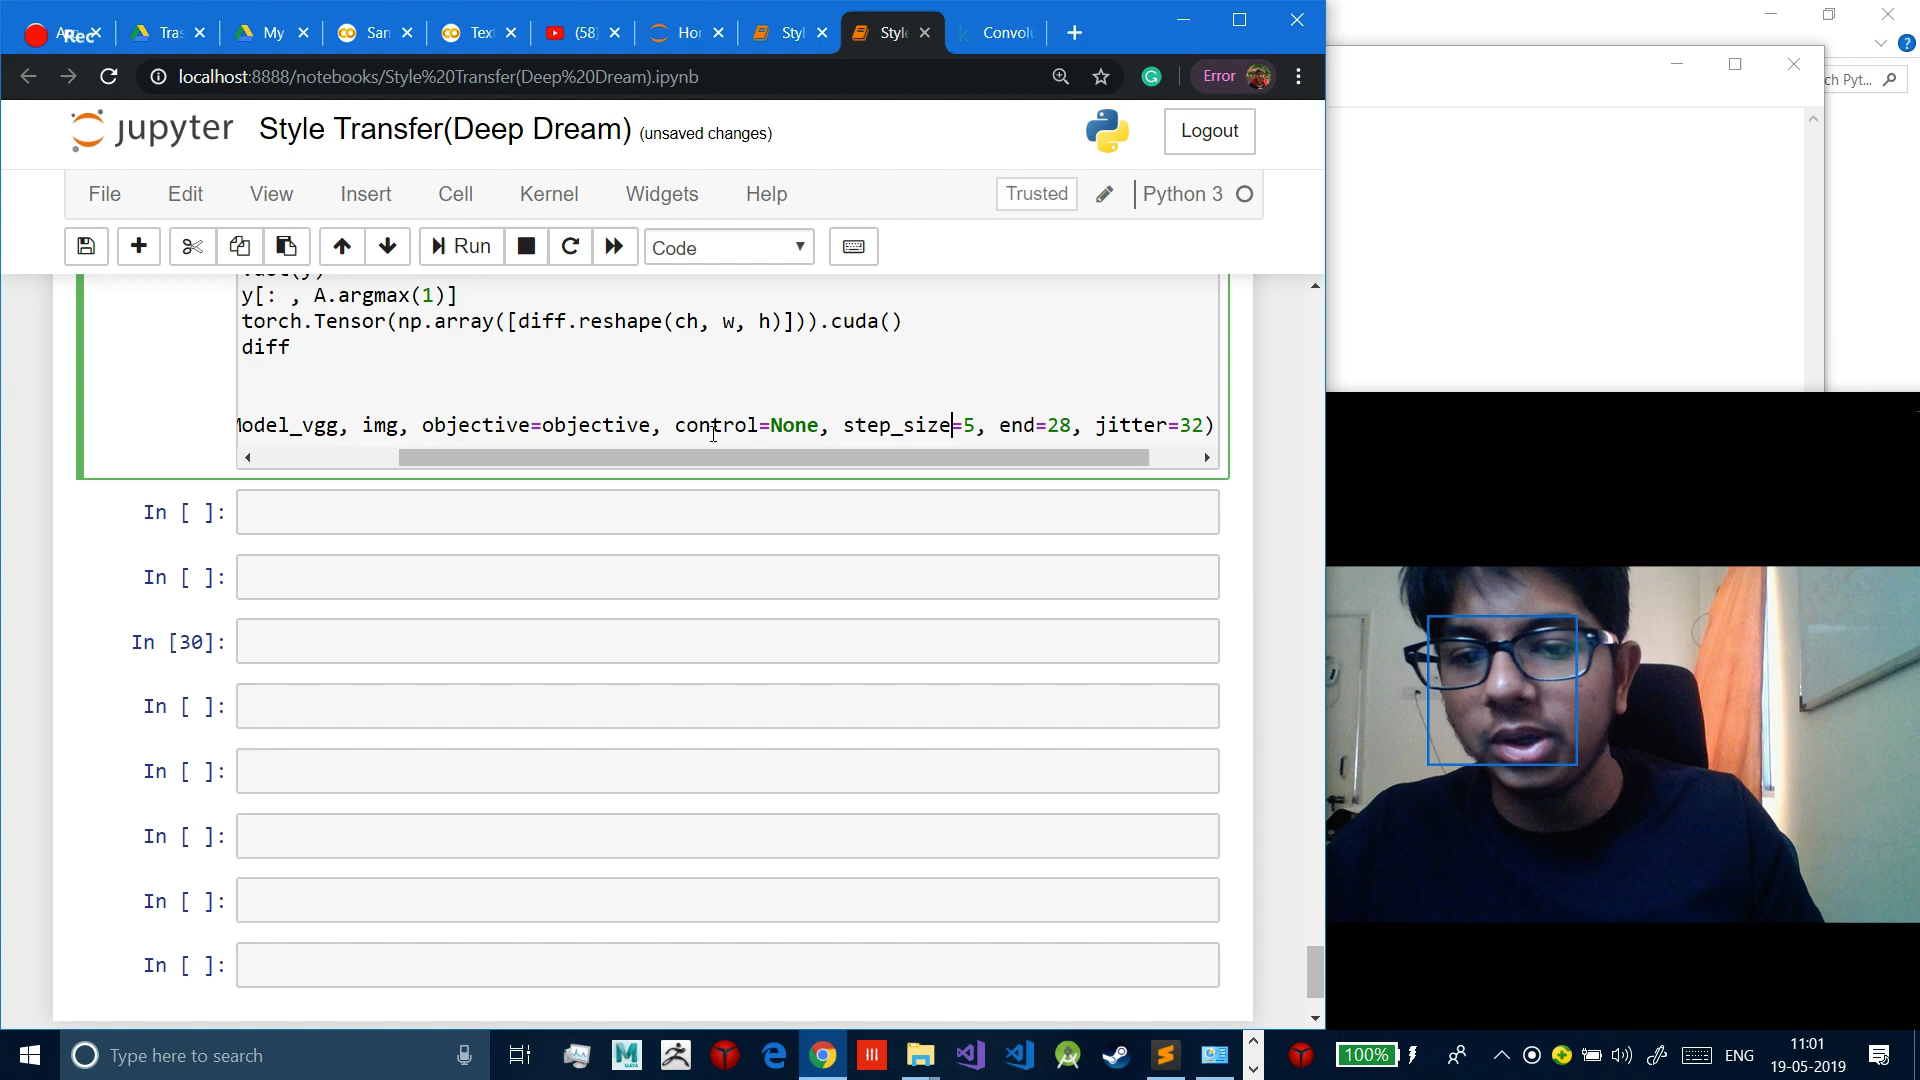 Rec
Tra
My
San
Text
(58)
Hor
Styl
Style
Convolu
localhost:8888/notebooks/Style%20Transfer(Deep%20Dream).ipynb
Error
ch Pyt...
jupyter Style Transfer(Deep Dream) (unsaved changes)
Logout
File Edit View Insert Cell Kernel Widgets Help
Trusted
Python 3
Run
Code
y[: , A.argmax(1)]
torch.Tensor(np.array([diff.reshape(ch, w, h)])).cuda()
diff
Model_vgg, img, objective=objective, control=None, step_size=5, end=28, jitter=32)
In [ ]:
In [ ]:
In [30]:
In [ ]:
In [ ]:
In [ ]:
In [ ]:
In [ ]:
Type here to search
100%
ENG
11:01
19-05-2019